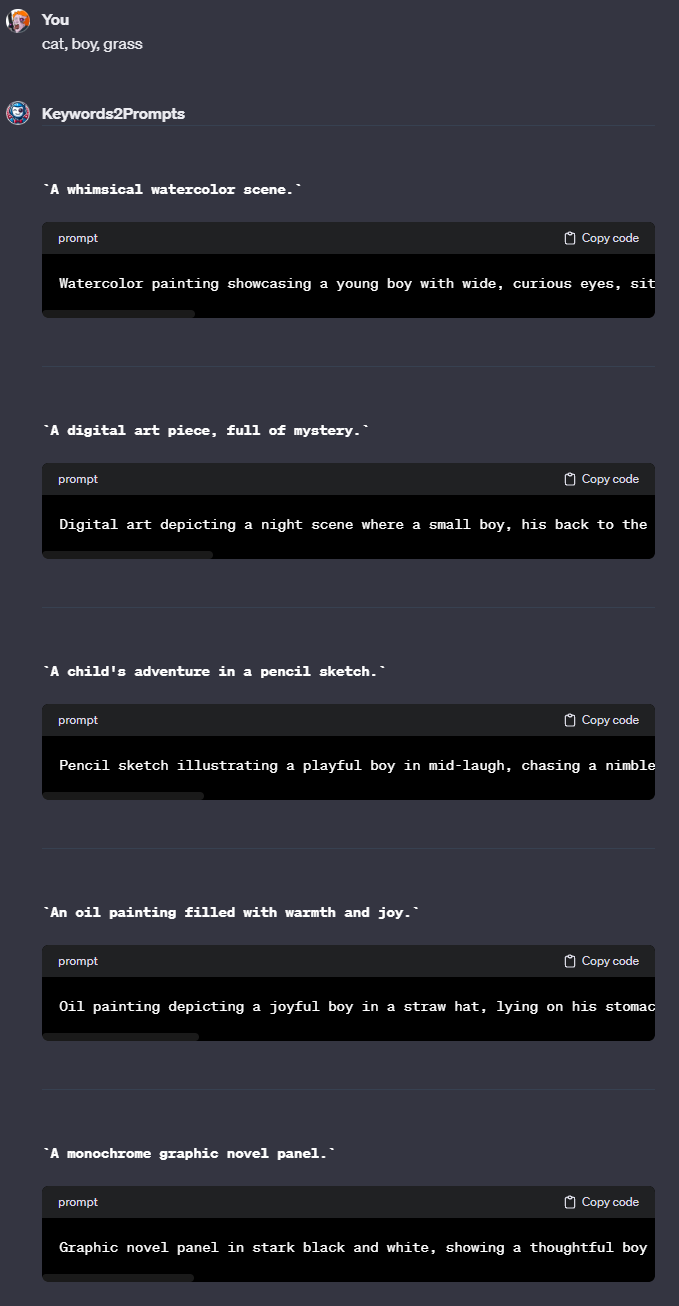 You
cat, boy, grass
Keywords2Prompts
`A whimsical watercolor scene.`
prompt Copy code
Watercolor painting showcasing a young boy with wide, curious eyes, sit
`A digital art piece, full of mystery.`
prompt Copy code
Digital art depicting a night scene where a small boy, his back to the
`A child's adventure in a pencil sketch.`
prompt Copy code
Pencil sketch illustrating a playful boy in mid-laugh, chasing a nimble
`An oil painting filled with warmth and joy.`
prompt Copy code
Oil painting depicting a joyful boy in a straw hat, lying on his stomac
`A monochrome graphic novel panel.`
prompt Copy code
Graphic novel panel in stark black and white, showing a thoughtful boy